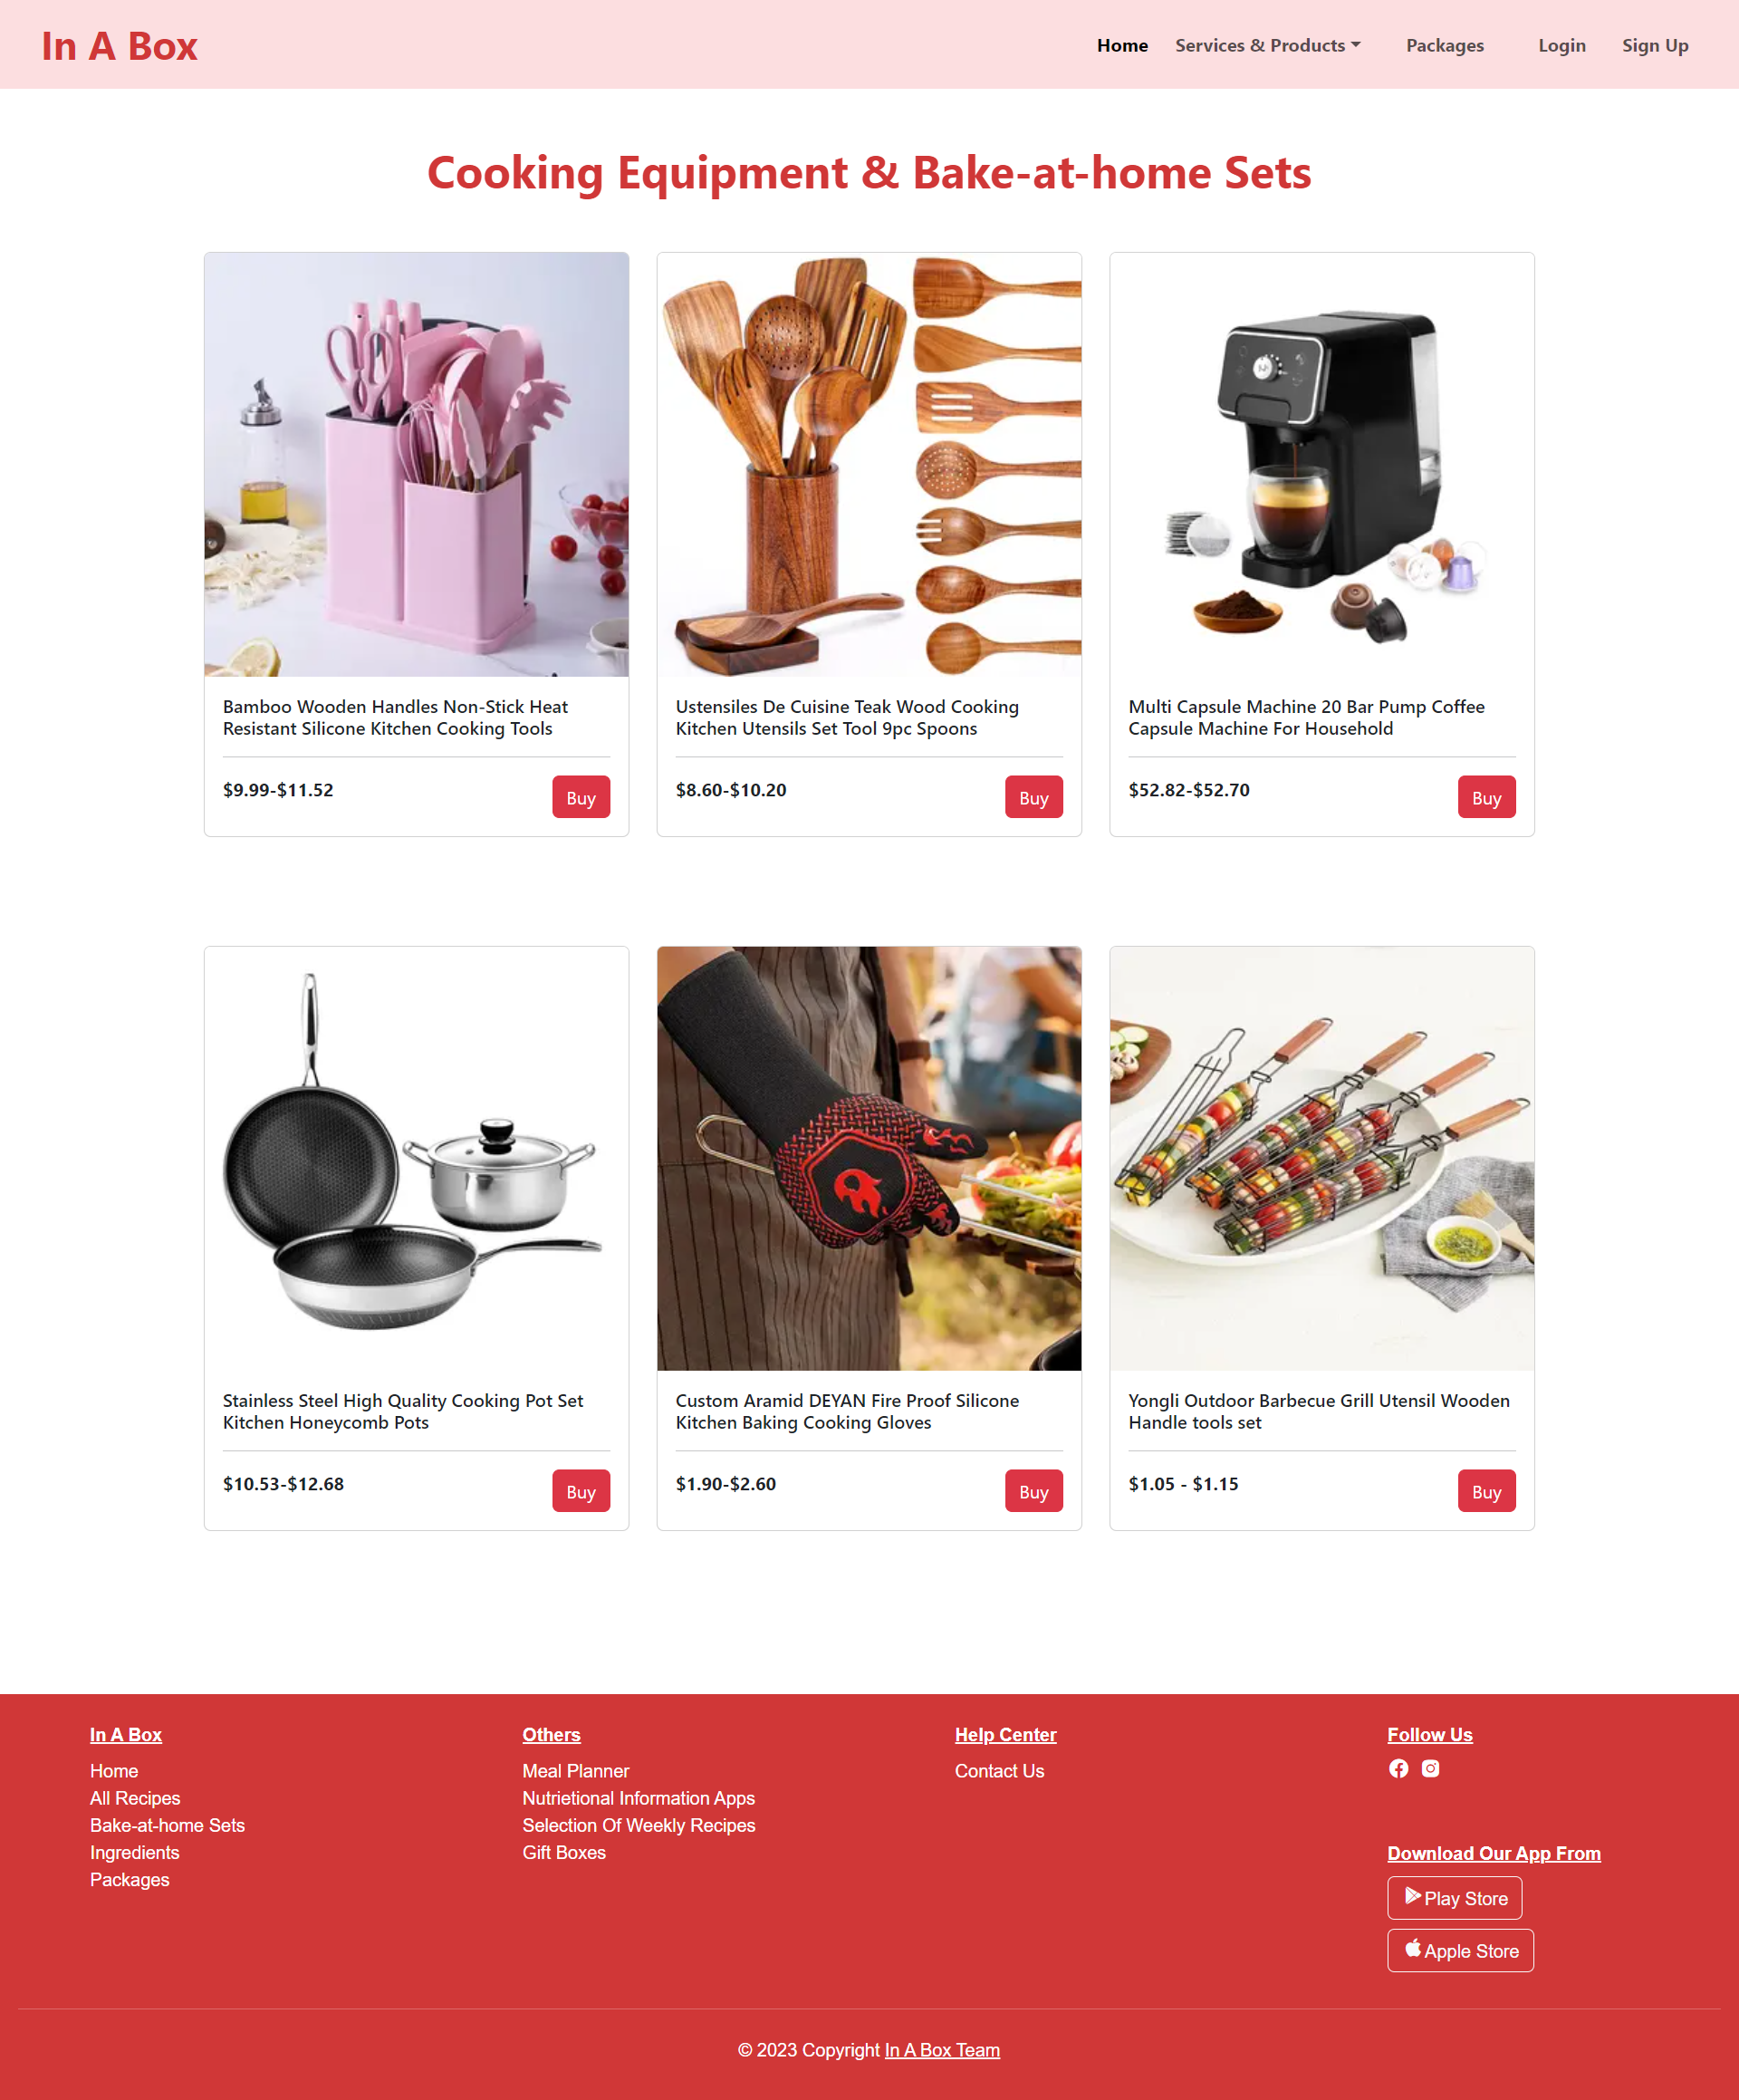 In A Box
Home Services & Products Packages Login Sign Up
Cooking Equipment & Bake-at-home Sets
Bamboo Wooden Handles Non-Stick Heat
Resistant Silicone Kitchen Cooking Tools
$9.99-$11.52
Buy
Ustensiles De Cuisine Teak Wood Cooking
Kitchen Utensils Set Tool 9pc Spoons
$8.60-$10.20
Buy
Multi Capsule Machine 20 Bar Pump Coffee
Capsule Machine For Household
$52.82-$52.70
Buy
Stainless Steel High Quality Cooking Pot Set
Kitchen Honeycomb Pots
$10.53-$12.68
Buy
Custom Aramid DEYAN Fire Proof Silicone
Kitchen Baking Cooking Gloves
$1.90-$2.60
Buy
Yongli Outdoor Barbecue Grill Utensil Wooden
Handle tools set
$1.05 - $1.15
Buy
In A Box
Home
All Recipes
Bake-at-home Sets
Ingredients
Packages
Others
Meal Planner
Nutrietional Information Apps
Selection Of Weekly Recipes
Gift Boxes
Help Center
Contact Us
Follow Us
Download Our App From
Play Store
Apple Store
© 2023 Copyright In A Box Team